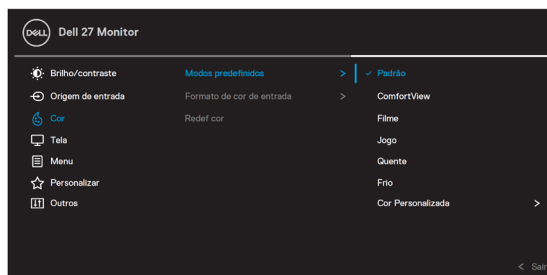 DELL Dell 27 Monitor
Brilho/contraste Modos predefinidos > ✓ Padrão
Origem de entrada Formato de cor de entrada > ComfortView
Cor Redef cor Filme
Tela Jogo
Menu Quente
Personalizar Frio
Outros Cor Personalizada >
< Sair